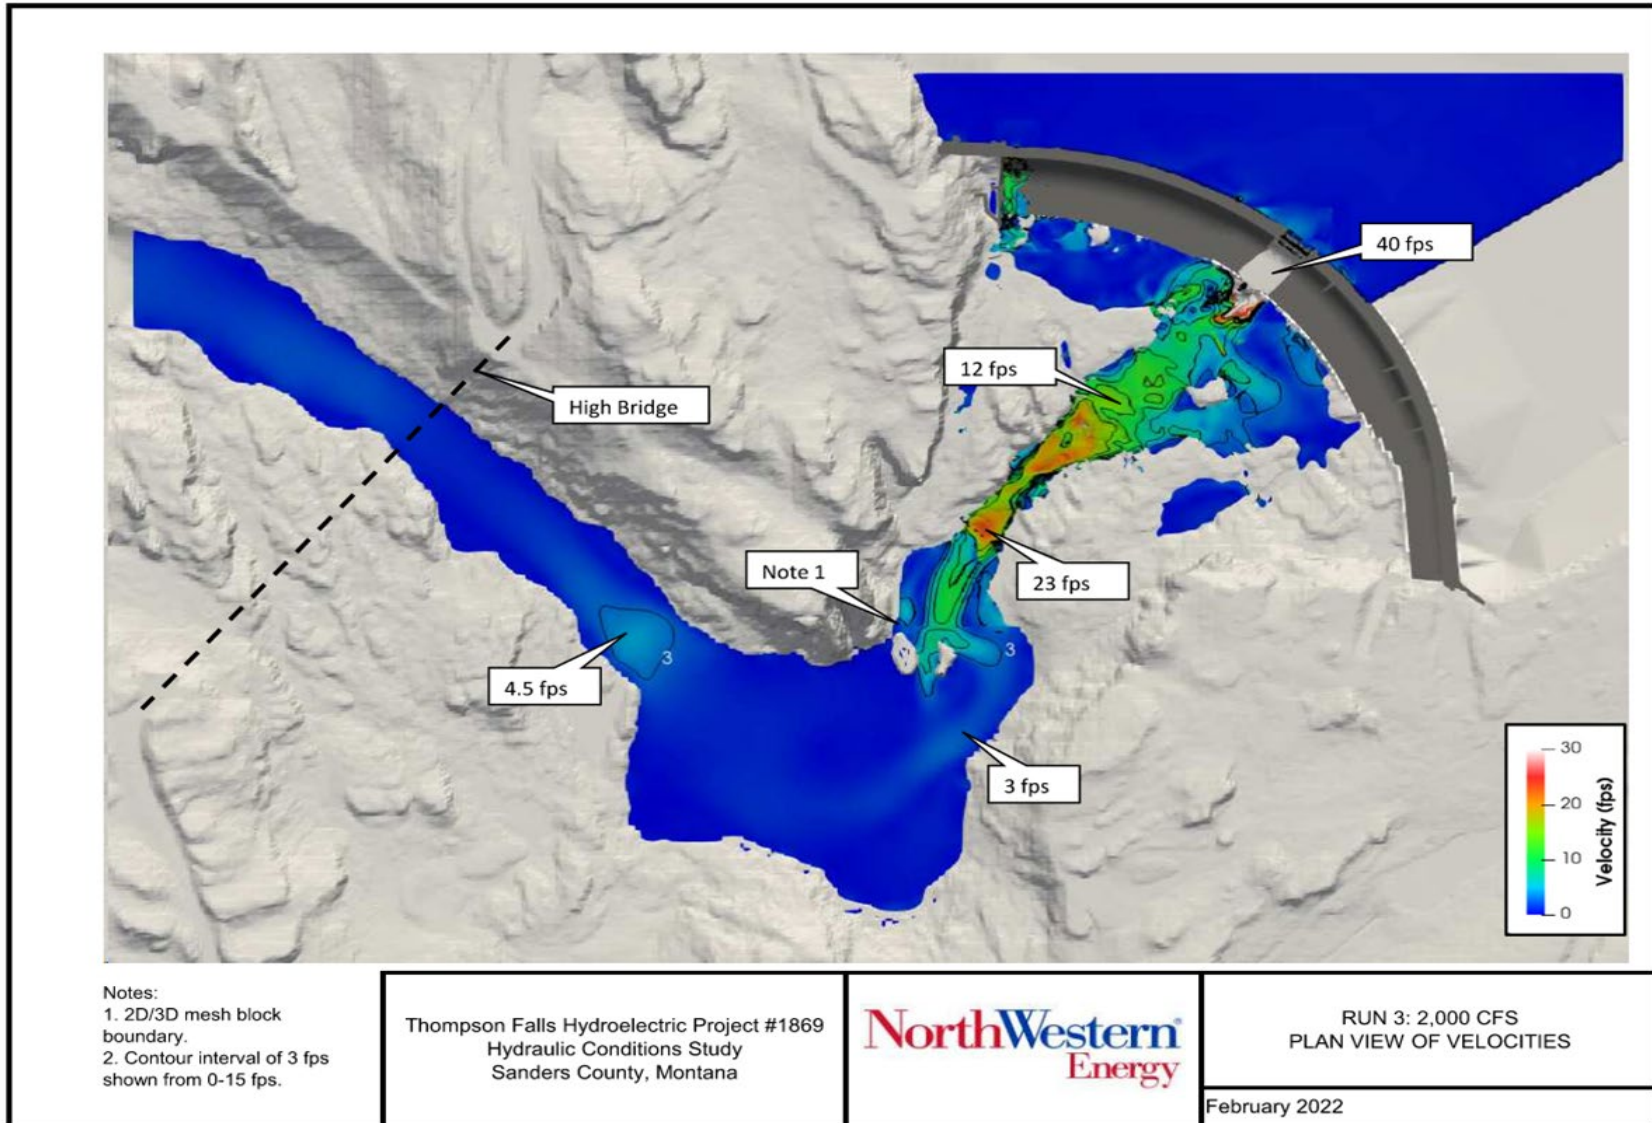 40 fps
12 fps
High Bridge
Note 1
23 fps
3
3
4.5 fps
3 fps
30
20
10
0
Velocity (fps)
Notes:
1. 2D/3D mesh block
boundary.
2. Contour interval of 3 fps
shown from 0-15 fps.
Thompson Falls Hydroelectric Project #1869
Hydraulic Conditions Study
Sanders County, Montana
NorthWestern
Energy
RUN 3: 2,000 CFS
PLAN VIEW OF VELOCITIES
February 2022